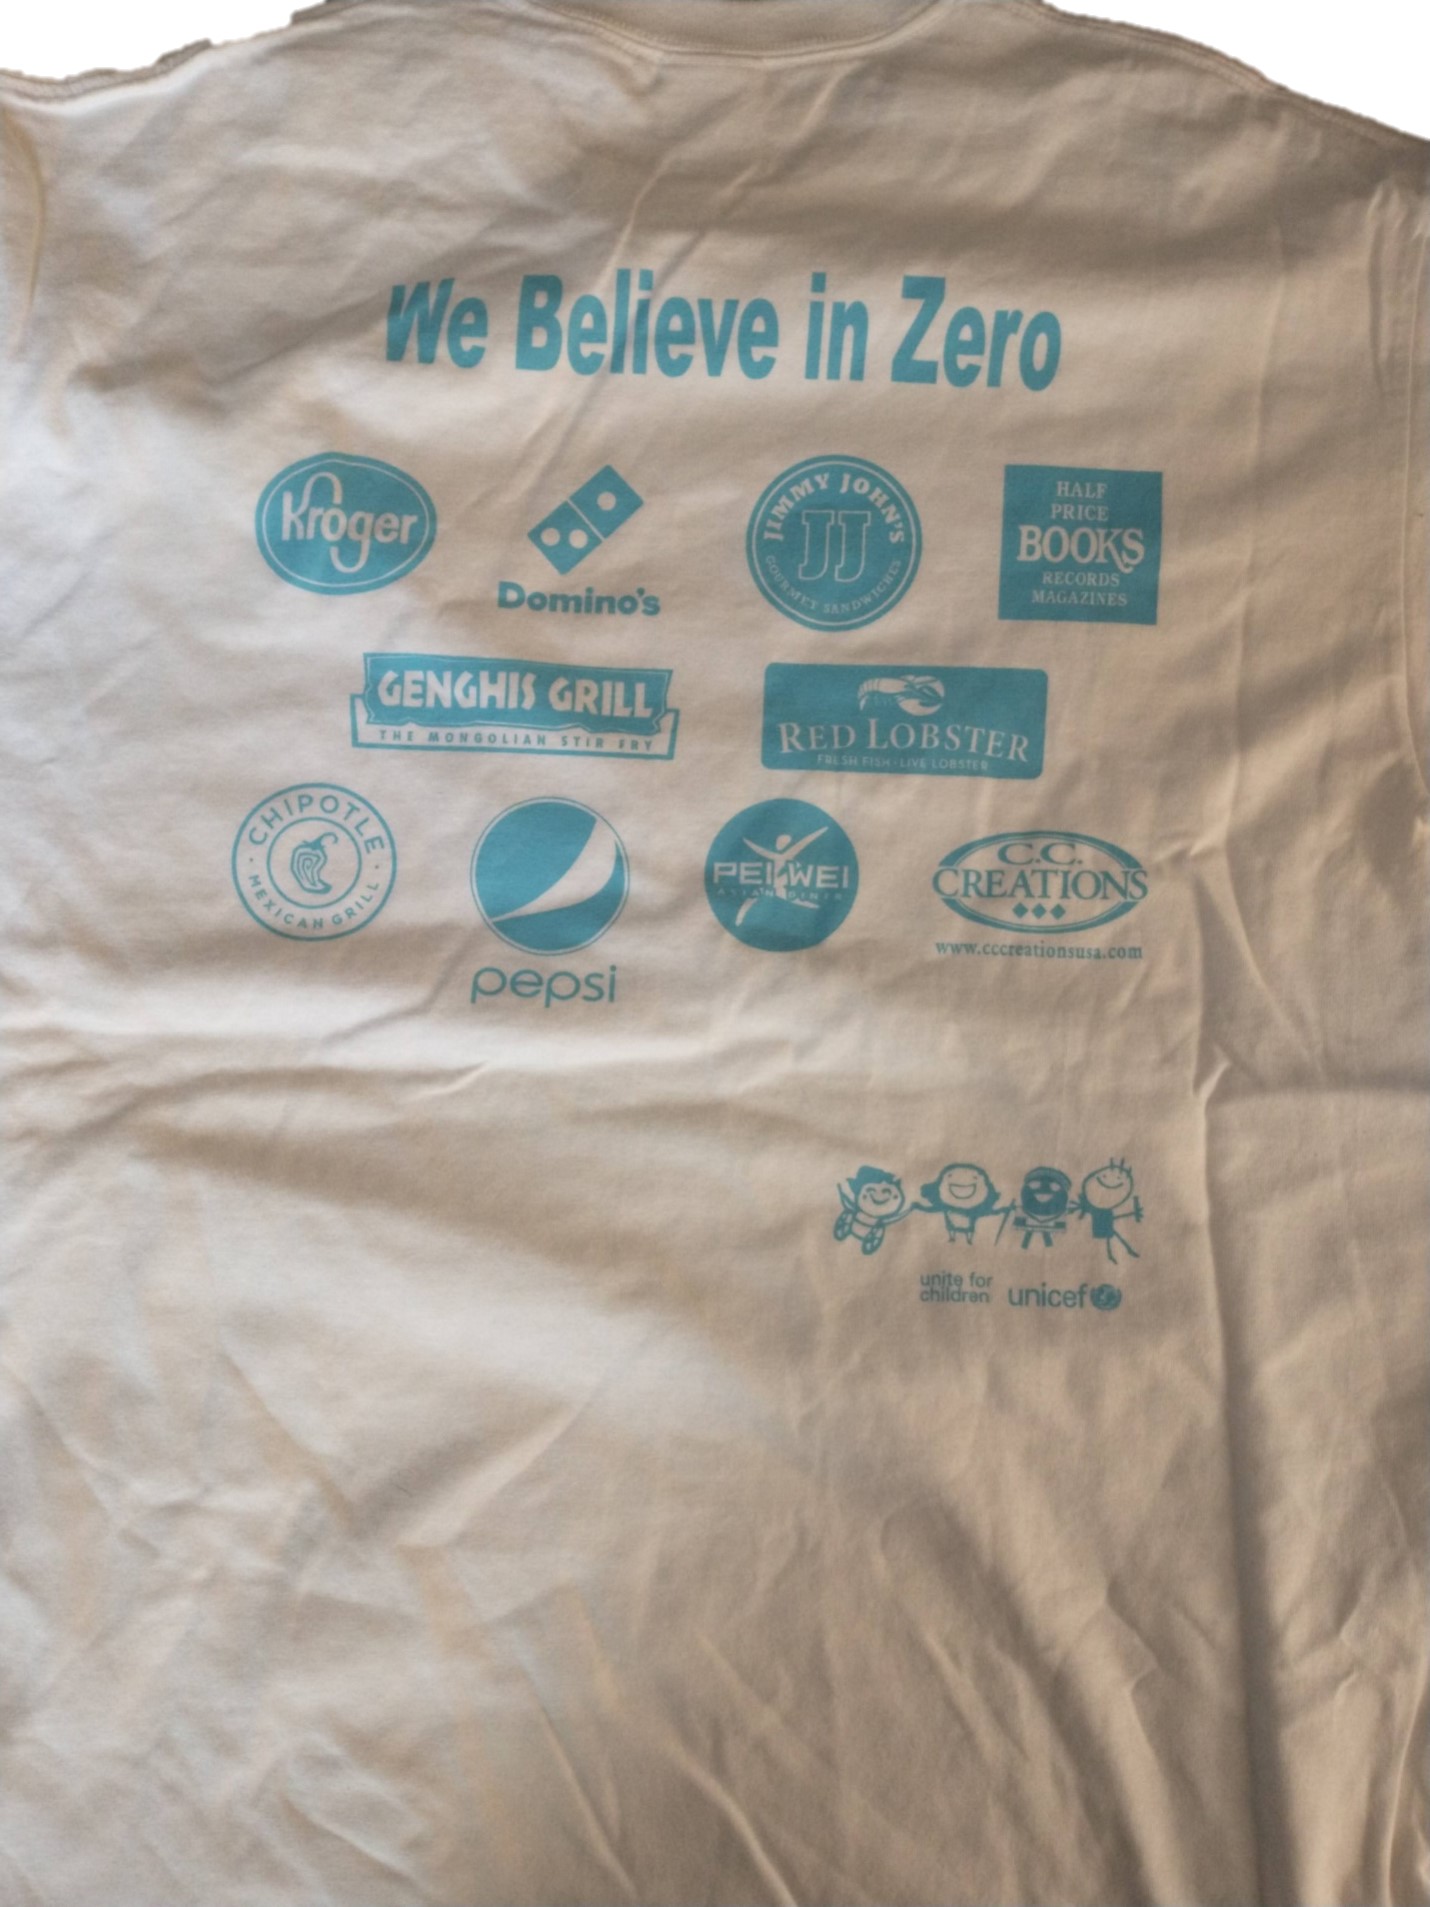 We Believe in Zero
Kroger
Domino's
JIMMY JOHN'S
JJ
GOURMET SANDWICHES
HALF
PRICE
BOOKS
RECORDS
MAGAZINES
GENGHIS GRILL
THE MONGOLIAN STIR FRY
RED LOBSTER
FRESH FISH · LIVE LOBSTER
CHIPOTLE
MEXICAN GRILL
pepsi
PEI WEI
ASIAN DINER
C.C.
CREATIONS
www.cccreationsusa.com
unite for
children
unicef